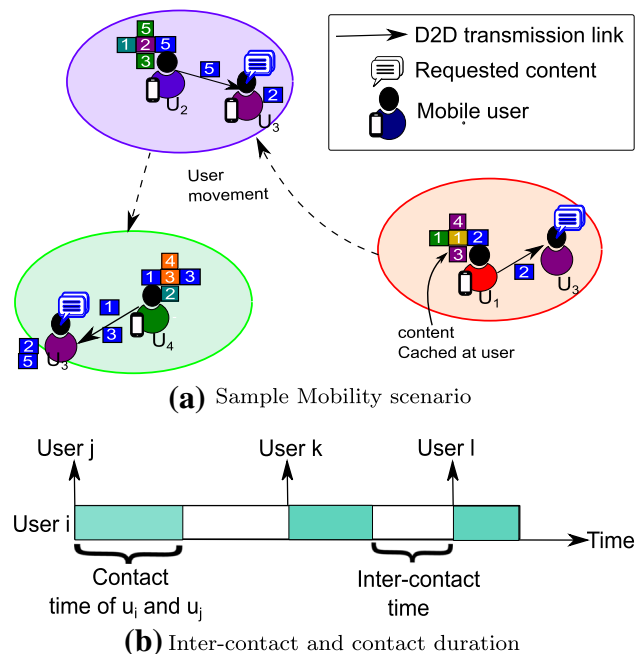 5
1 2 5
3
U2
5
2
U3
D2D transmission link
Requested content
Mobile user
User
movement
4
1 1 2
3
U1
2
U3
content
Cached at user
4
1 3 3
2
U4
1
3
2
5
U3
(a) Sample Mobility scenario
User j
User k
User l
User i
Time
Contact
time of ui and uj
Inter-contact
time
(b) Inter-contact and contact duration